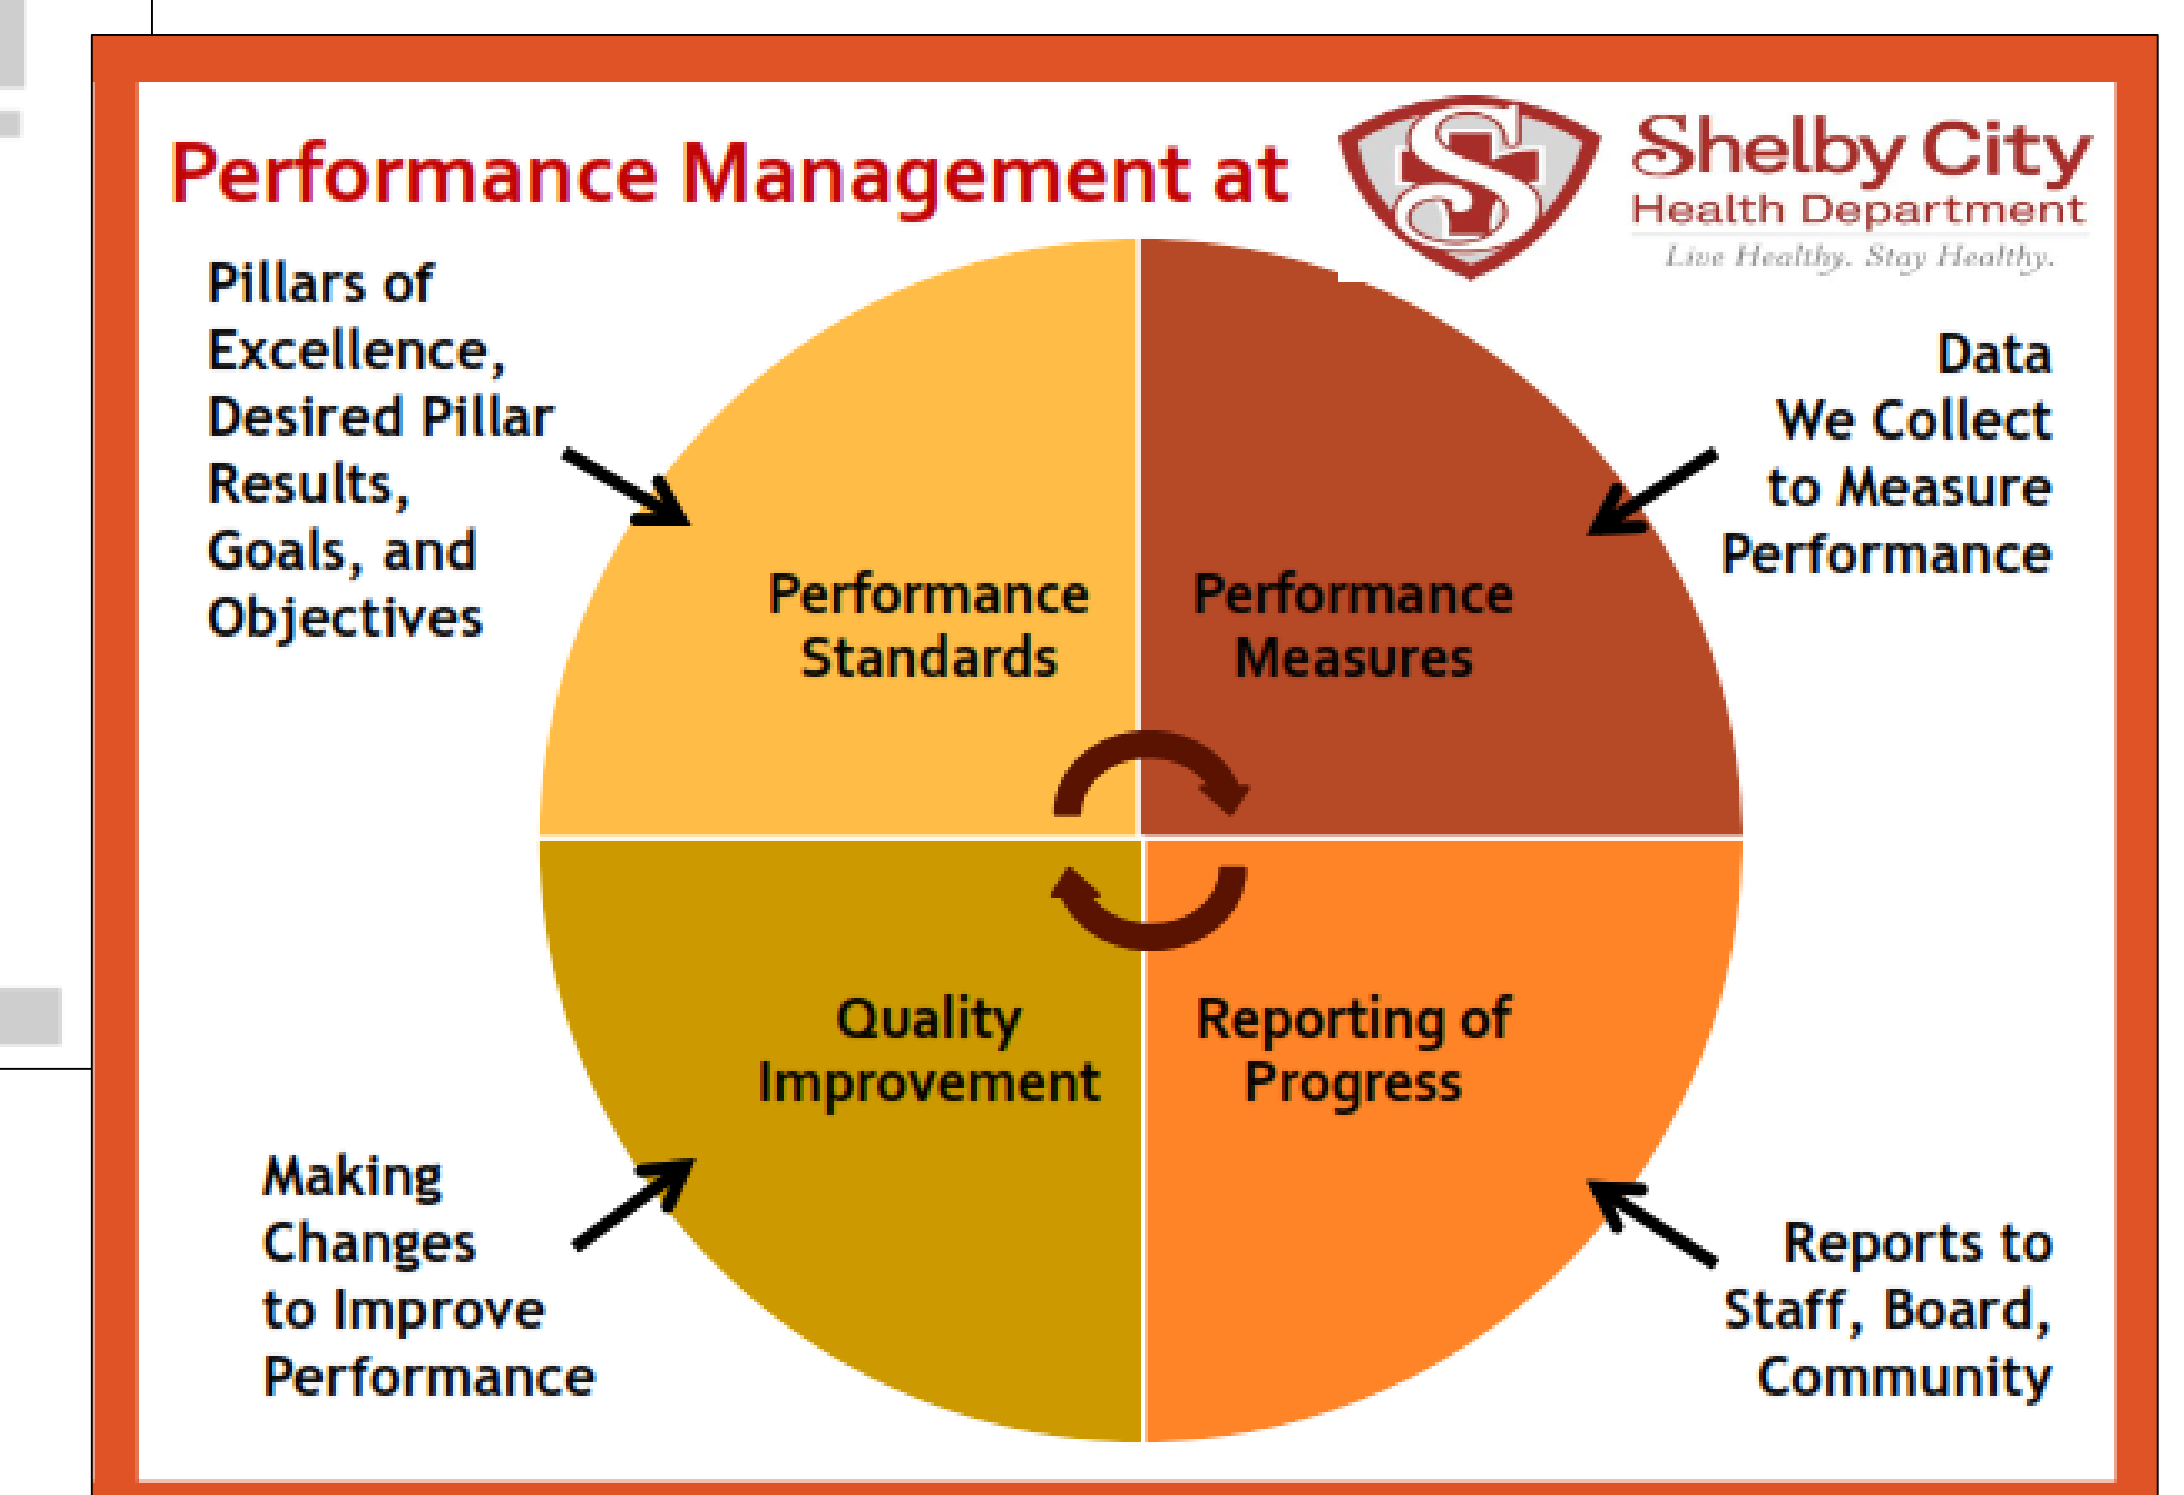 Performance Management at
Shelby City
Health Department
Live Healthy. Stay Healthy.
Pillars of
Excellence,
Desired Pillar
Results,
Goals, and
Objectives
Data
We Collect
to Measure
Performance
Performance
Standards
Performance
Measures
Quality
Improvement
Reporting of
Progress
Making
Changes
to Improve
Performance
Reports to
Staff, Board,
Community